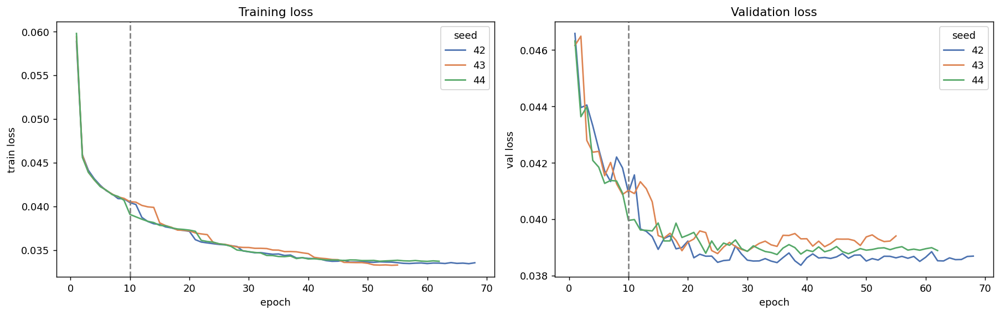 Training loss
0.060
0.055
0.050
0.045
0.040
0.035
train loss
0 10 20 30 40 50 60 70
epoch
seed
42
43
44
Validation loss
0.046
0.044
0.042
0.040
0.038
val loss
0 10 20 30 40 50 60 70
epoch
seed
42
43
44